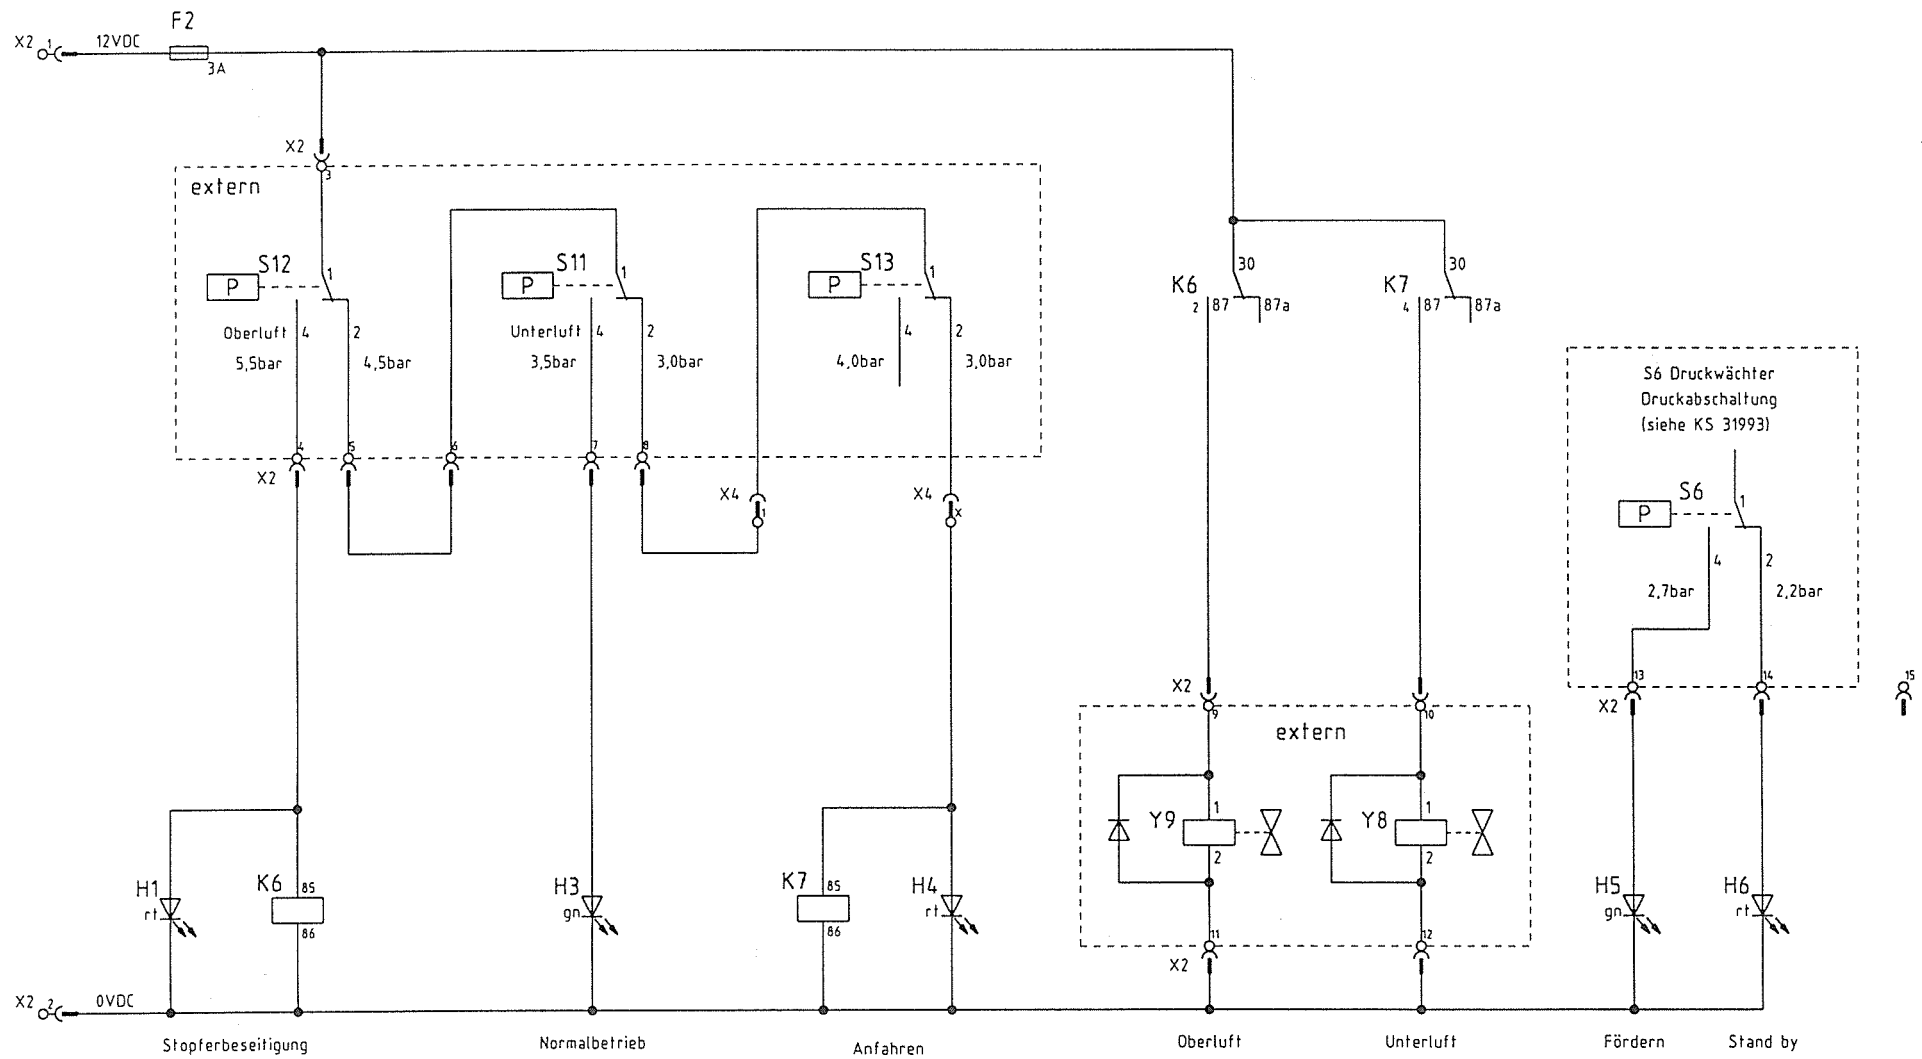 F2
X2 1 12VDC
3A
X2
3
extern
S12 1
P
S11 1
P
S13 1
P
Oberluft 4 2
5,5bar 4,5bar
Unterluft 4 2
3,5bar 3,0bar
4 2
4,0bar 3,0bar
4 5 6 7 8
X2
X4 1
X4 x
30
K6
2 87 87a
30
K7
4 87 87a
S6 Druckwächter
Druckabschaltung
(siehe KS 31993)
S6 1
P
4 2
2,7bar 2,2bar
13 14 15
X2
X2
9 10
extern
Y9 1
2
Y8 1
2
11 12
X2
H1
rt
K6 85
86
H3
gn
K7 85
86
H4
rt
H5
gn
H6
rt
X2 2 0VDC
Stopferbeseitigung
Normalbetrieb
Anfahren
Oberluft
Unterluft
Fördern
Stand by